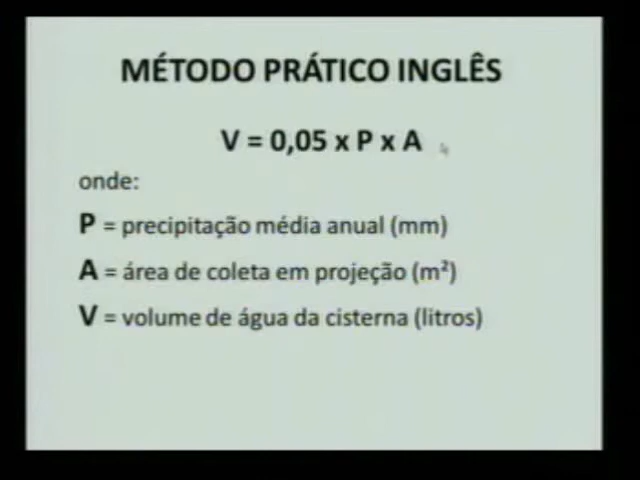 MÉTODO PRÁTICO INGLÊS
V = 0,05 x P x A
onde:
P = precipitação média anual (mm)
A = área de coleta em projeção (m²)
V = volume de água da cisterna (litros)